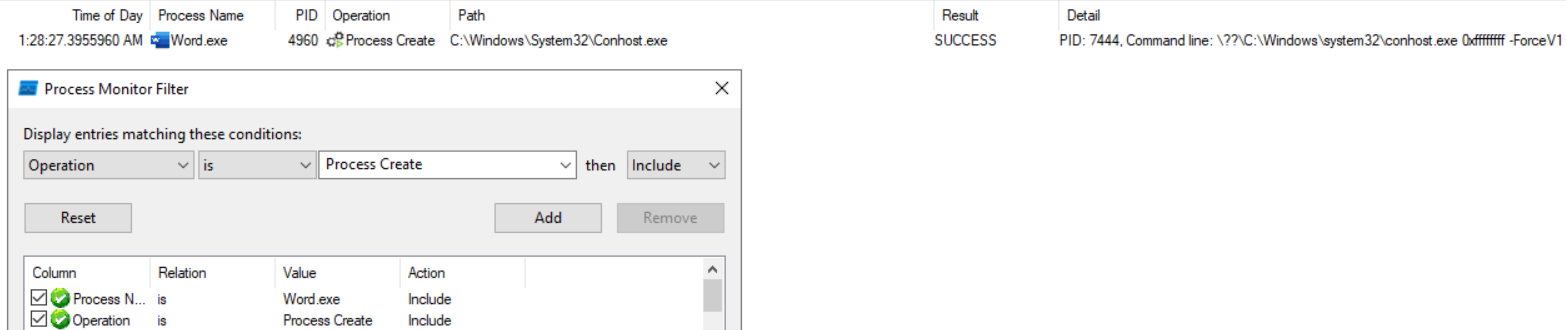 Time of Day Process Name PID Operation Path Result Detail
1:28:27.3955960 AM Word.exe 4960 Process Create C:\Windows\System32\Conhost.exe SUCCESS PID: 7444, Command line: \??\C:\Windows\system32\conhost.exe 0xffffffff -ForceV1
Process Monitor Filter
Display entries matching these conditions:
Operation is Process Create then Include
Reset Add Remove
Column Relation Value Action
Process N... is Word.exe Include
Operation is Process Create Include